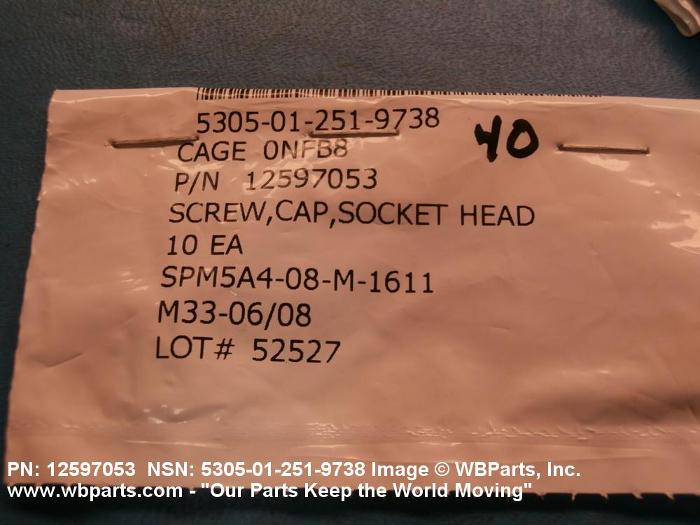 5305-01-251-9738
40
CAGE 0NFB8
P/N 12597053
SCREW,CAP,SOCKET HEAD
10 EA
SPM5A4-08-M-1611
M33-06/08
LOT# 52527
PN: 12597053 NSN: 5305-01-251-9738 Image © WBParts, Inc.
www.wbparts.com - "Our Parts Keep the World Moving"